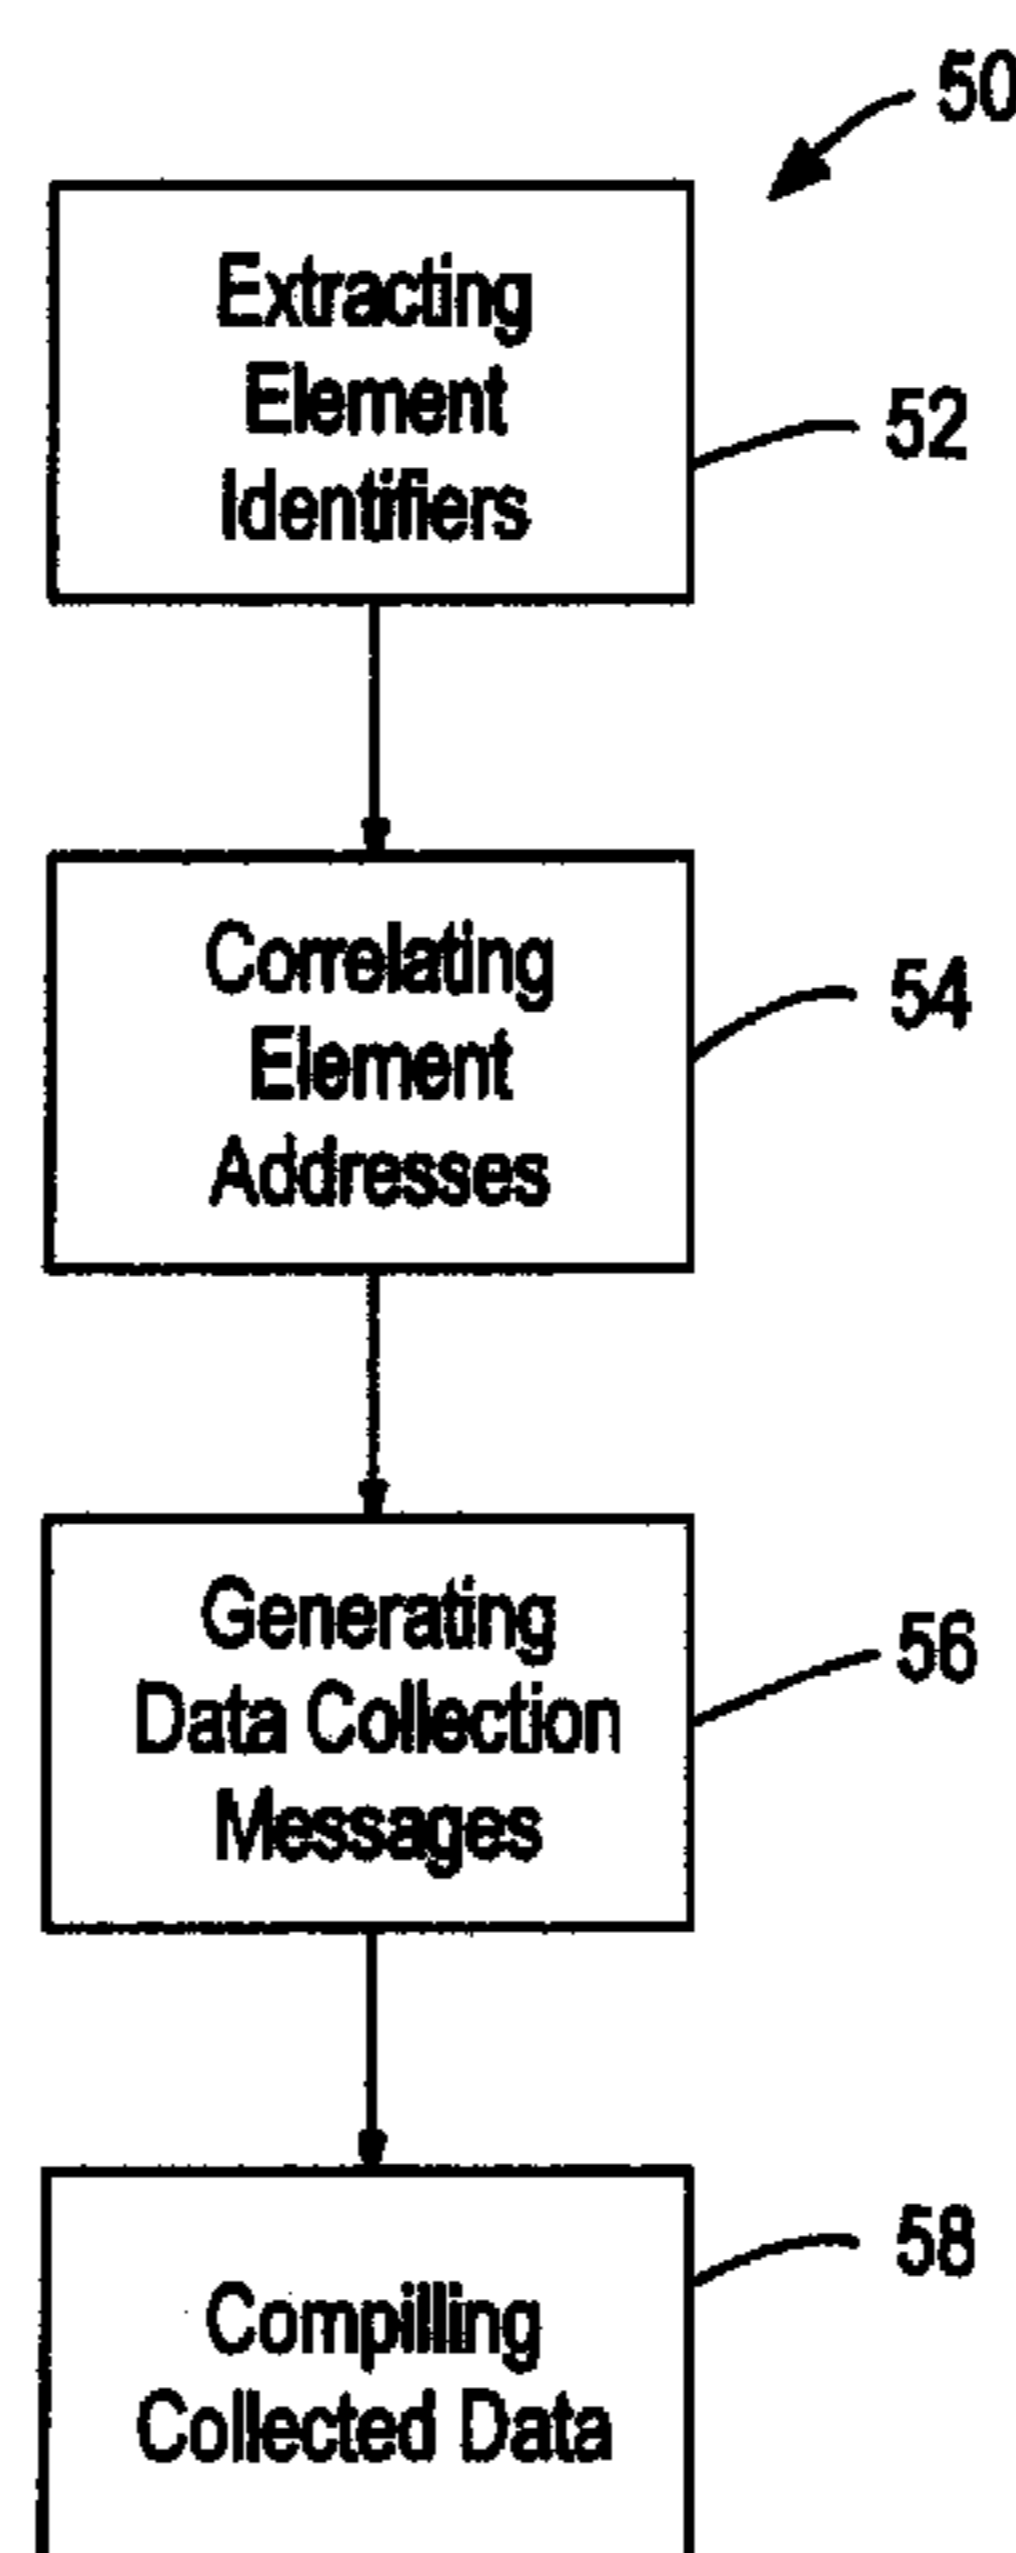 50
Extracting
Element
Identifiers
52
Correlating
Element
Addresses
54
Generating
Data Collection
Messages
56
Compilling
Collected Data
58